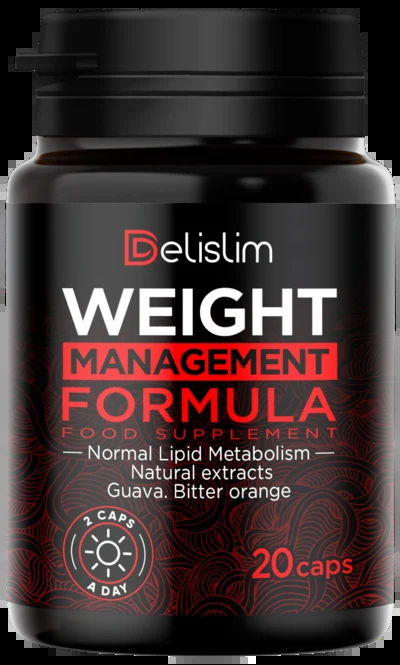 Delislim
WEIGHT
MANAGEMENT
FORMULA
FOOD SUPPLEMENT
Normal Lipid Metabolism
Natural extracts
Guava. Bitter orange
2 CAPS
A DAY
20 caps